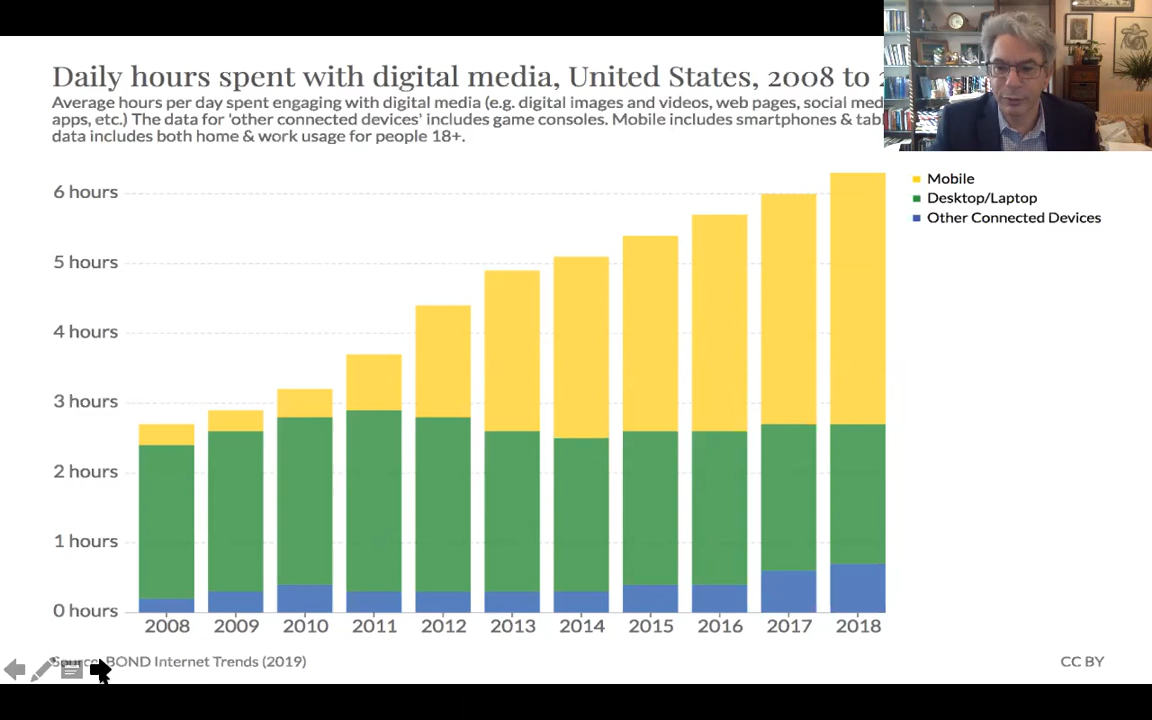 Daily hours spent with digital media, United States, 2008 to
Average hours per day spent engaging with digital media (e.g. digital images and videos, web pages, social med
apps, etc.) The data for 'other connected devices' includes game consoles. Mobile includes smartphones & tab
data includes both home & work usage for people 18+.
Mobile
Desktop/Laptop
Other Connected Devices
6 hours
5 hours
4 hours
3 hours
2 hours
1 hours
0 hours
2008 2009 2010 2011 2012 2013 2014 2015 2016 2017 2018
Source: BOND Internet Trends (2019)
CC BY